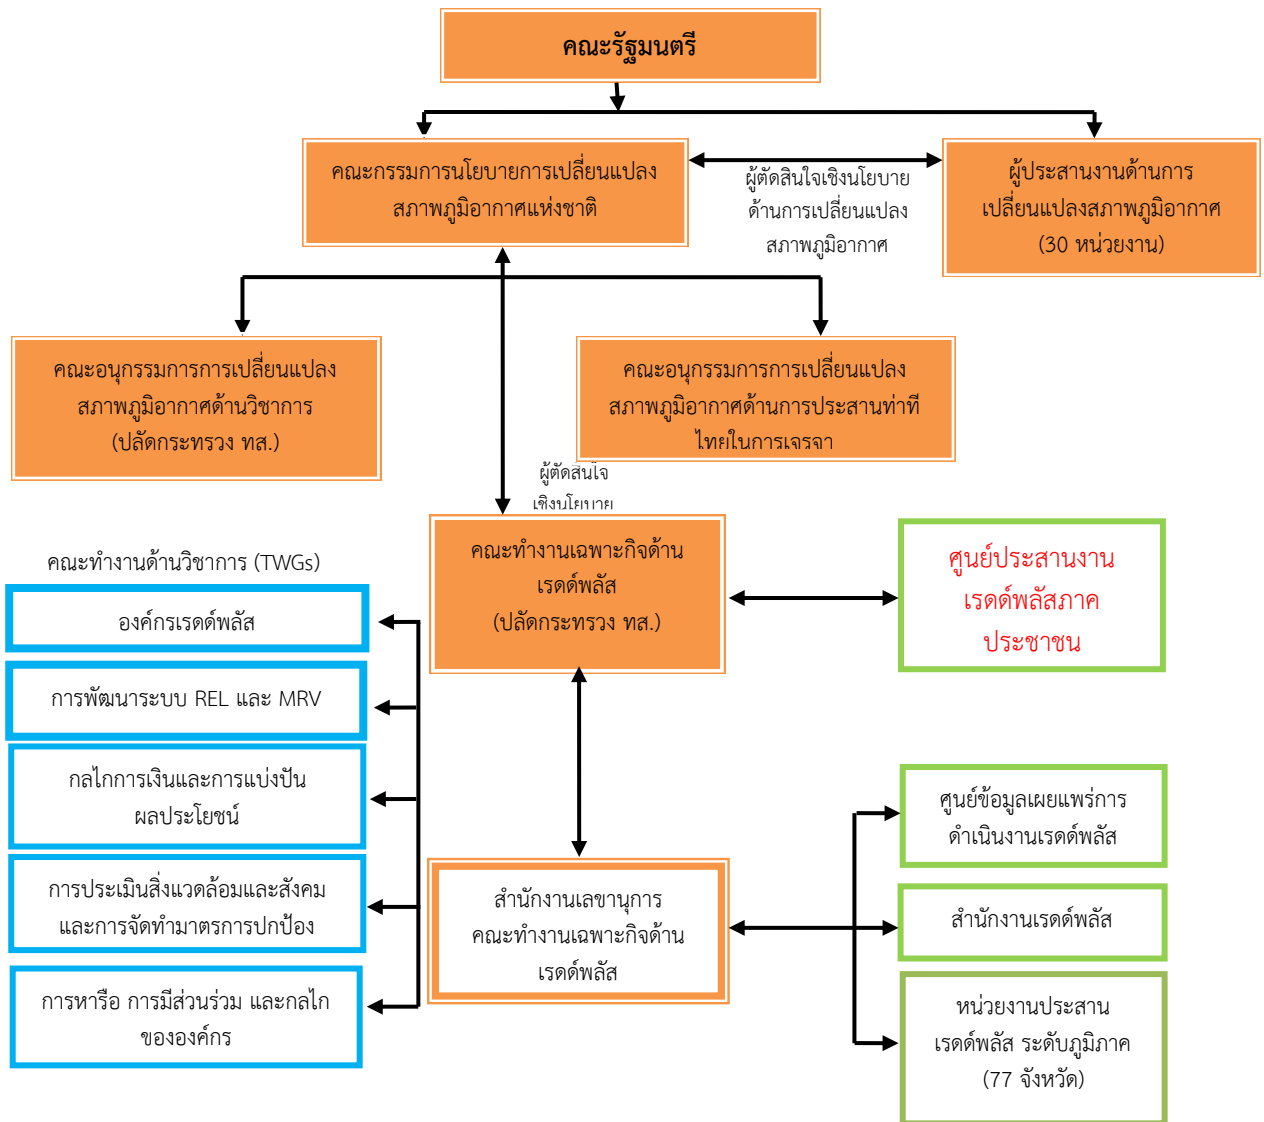 คณะรัฐมนตรี
คณะกรรมการนโยบายการเปลี่ยนแปลง
สภาพภูมิอากาศแห่งชาติ
ผู้ตัดสินใจเชิงนโยบาย
ด้านการเปลี่ยนแปลง
สภาพภูมิอากาศ
ผู้ประสานงานด้านการ
เปลี่ยนแปลงสภาพภูมิอากาศ
(30 หน่วยงาน)
คณะอนุกรรมการการเปลี่ยนแปลง
สภาพภูมิอากาศด้านวิชาการ
(ปลัดกระทรวง ทส.)
คณะอนุกรรมการการเปลี่ยนแปลง
สภาพภูมิอากาศด้านการประสานท่าที
ไทยในการเจรจา
ผู้ตัดสินใจ
เชิงนโยบาย
คณะทำงานเฉพาะกิจด้าน
เรดด์พลัส
(ปลัดกระทรวง ทส.)
ศูนย์ประสานงาน
เรดด์พลัสภาค
ประชาชน
คณะทำงานด้านวิชาการ (TWGs)
องค์กรเรดด์พลัส
การพัฒนาระบบ REL และ MRV
กลไกการเงินและการแบ่งปัน
ผลประโยชน์
การประเมินสิ่งแวดล้อมและสังคม
และการจัดทำมาตรการปกป้อง
การหารือ การมีส่วนร่วม และกลไก
ขององค์กร
สำนักงานเลขานุการ
คณะทำงานเฉพาะกิจด้าน
เรดด์พลัส
ศูนย์ข้อมูลเผยแพร่การ
ดำเนินงานเรดด์พลัส
สำนักงานเรดด์พลัส
หน่วยงานประสาน
เรดด์พลัส ระดับภูมิภาค
(77 จังหวัด)